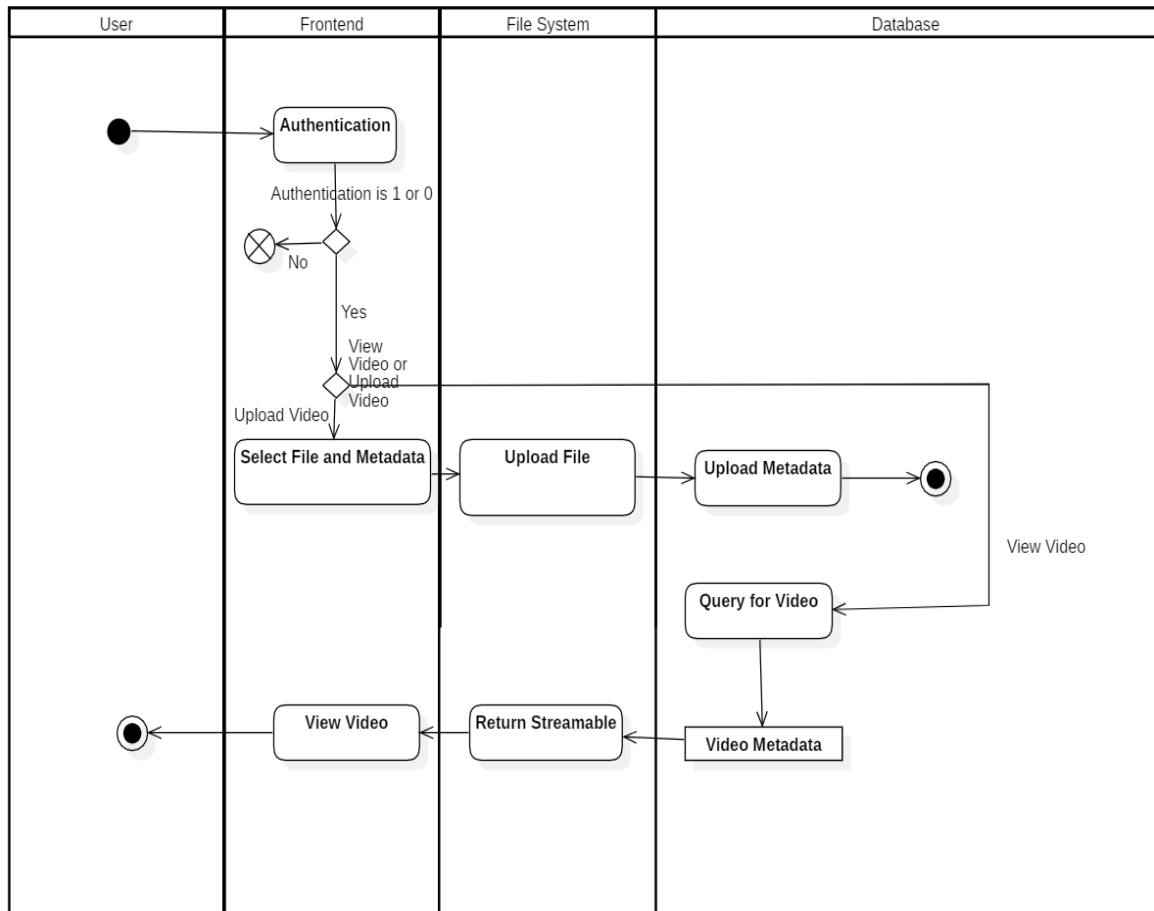 User
Frontend
File System
Database
Authentication
Authentication is 1 or 0
No
Yes
View
Video or
Upload
Video
Upload Video
Select File and Metadata
Upload File
Upload Metadata
View Video
Query for Video
View Video
Return Streamable
Video Metadata